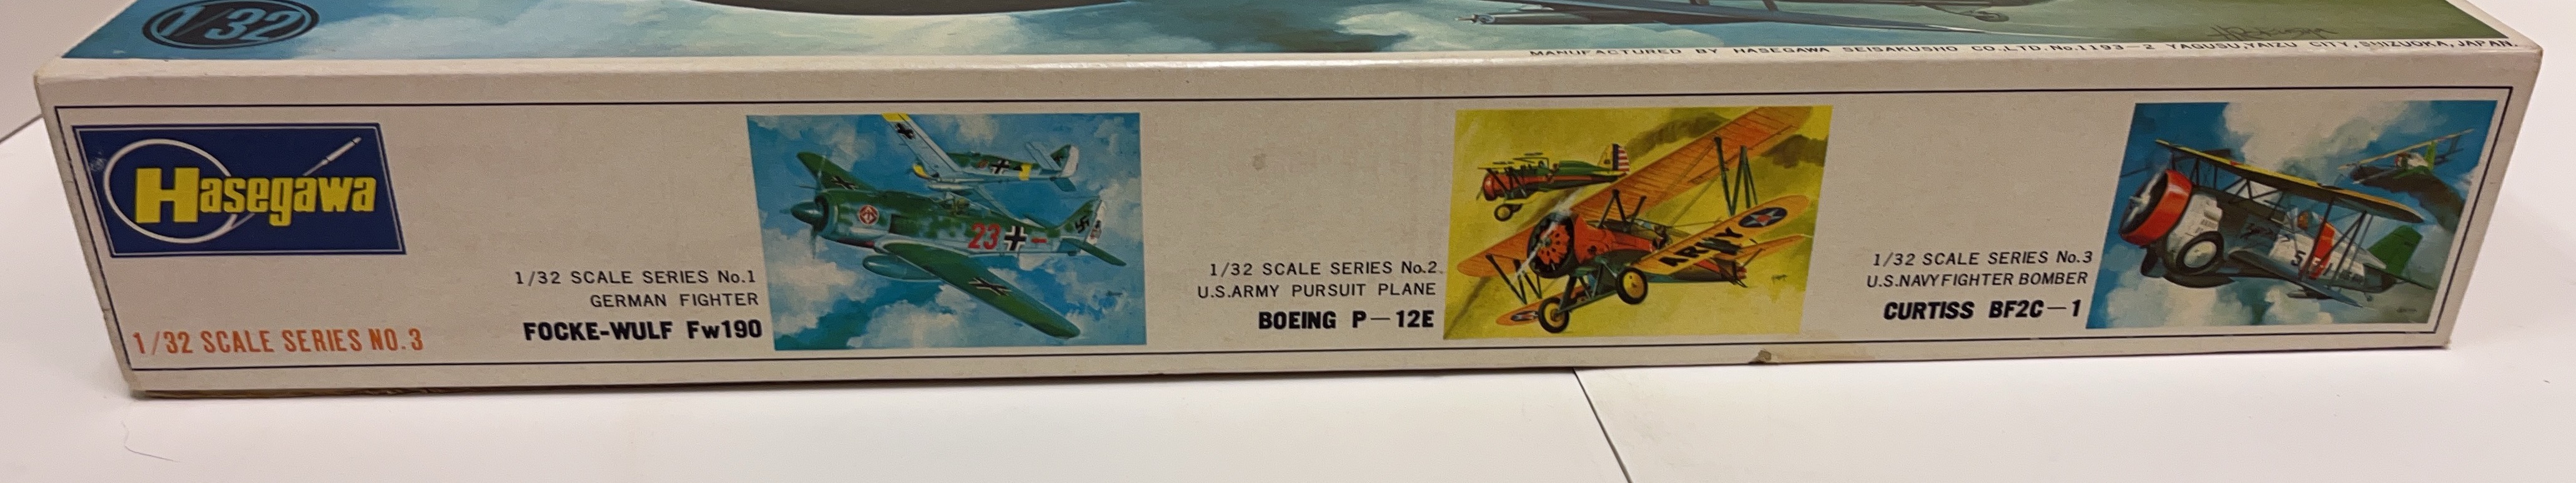 1/32
MANUFACTURED BY HASEGAWA SEISAKUSHO CO.,LTD. No.1193-2 YAGUSU, YAIZU CITY, SHIZUOKA, JAPAN.
Hasegawa
1/32 SCALE SERIES NO.3
1/32 SCALE SERIES No.1
GERMAN FIGHTER
FOCKE-WULF Fw190
23
1/32 SCALE SERIES No.2
U.S.ARMY PURSUIT PLANE
BOEING P-12E
ARMY
1/32 SCALE SERIES No.3
U.S.NAVY FIGHTER BOMBER
CURTISS BF2C-1